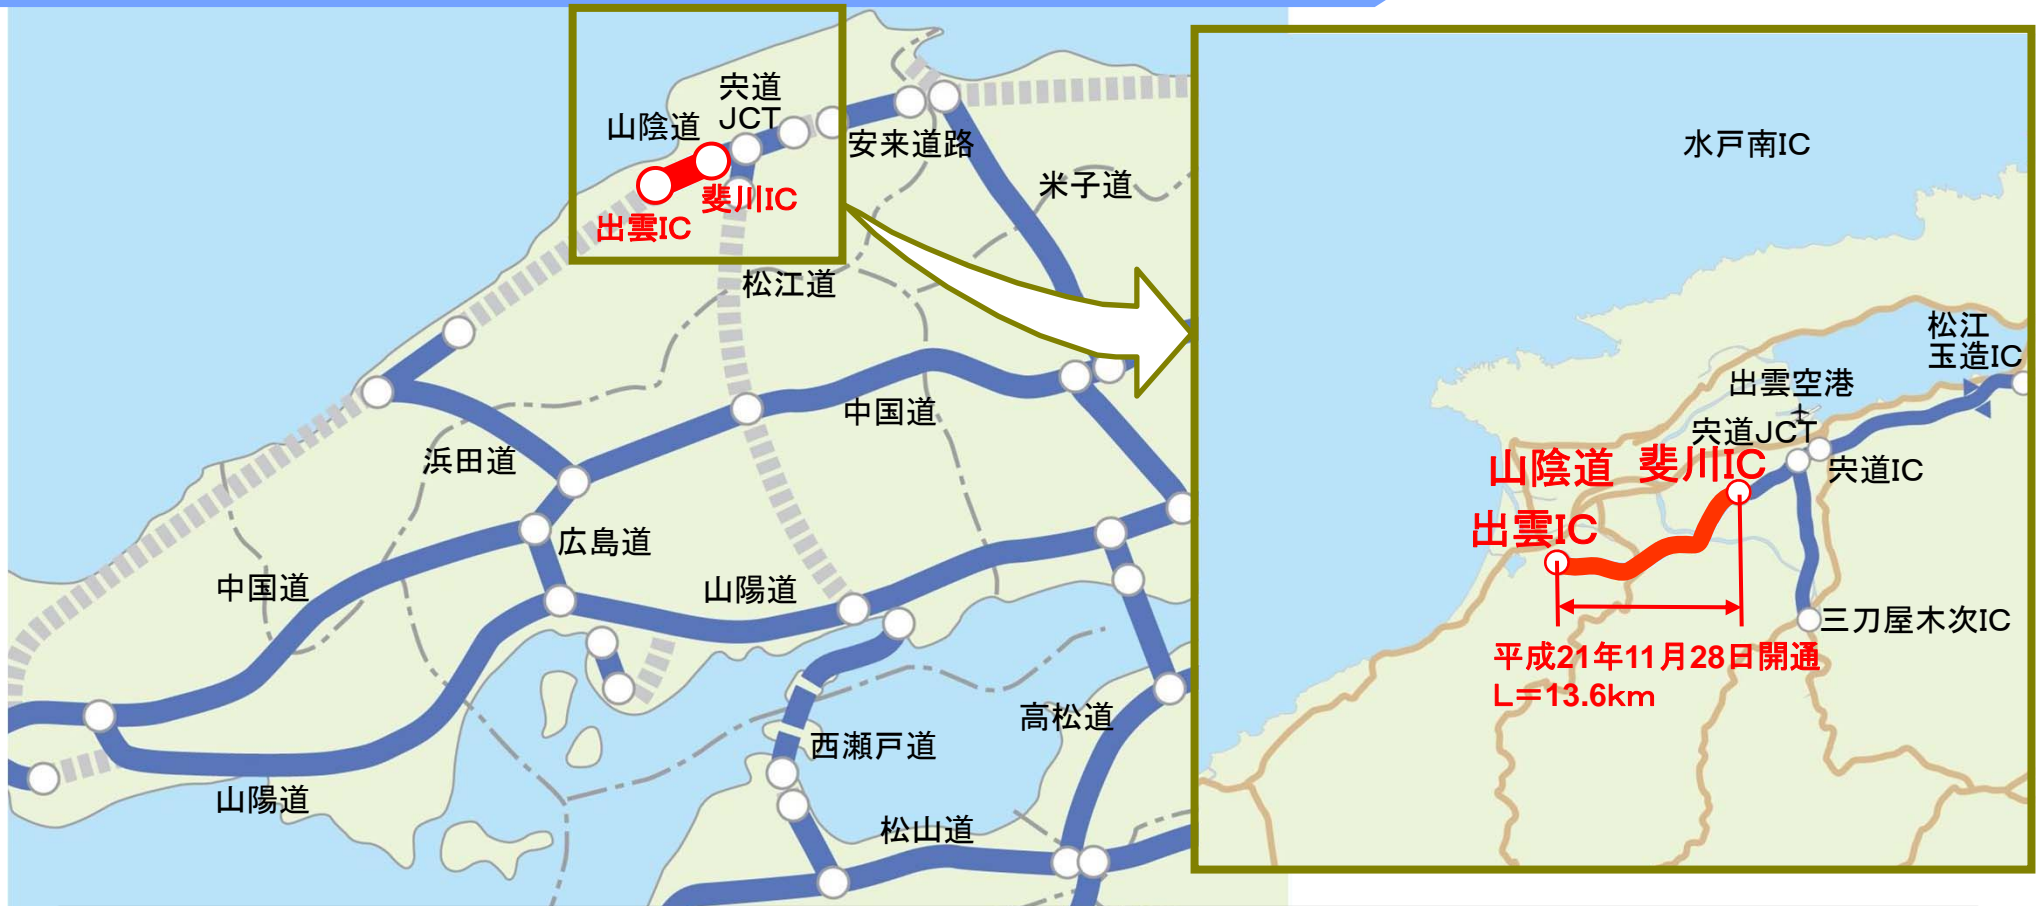 宍道
JCT
山陰道
安来道路
斐川IC
米子道
出雲IC
松江道
中国道
浜田道
広島道
中国道
山陽道
高松道
西瀬戸道
山陽道
松山道
水戸南IC
松江
玉造IC
出雲空港
宍道JCT
山陰道 斐川IC
宍道IC
出雲IC
三刀屋木次IC
平成21年11月28日開通
L=13.6km